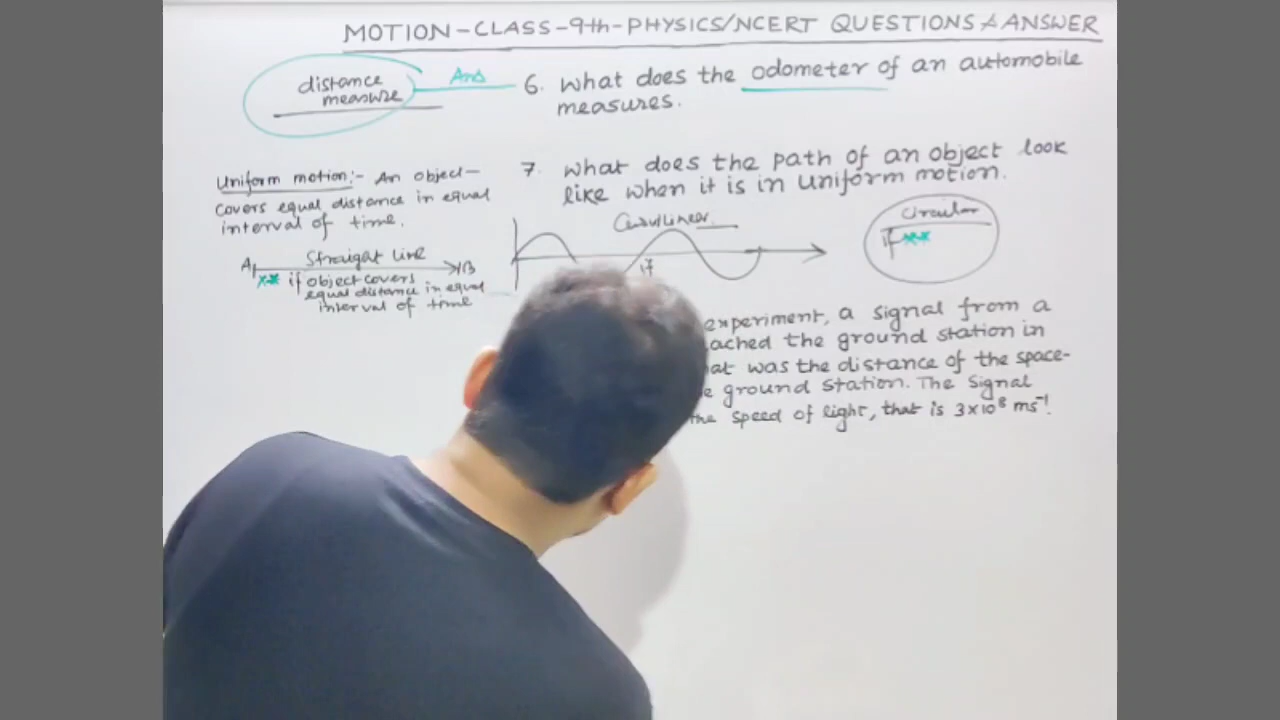 MOTION-CLASS-9th-PHYSICS/NCERT QUESTIONS & ANSWER
distance
measure
Ans
6. What does the odometer of an automobile
measures.
Uniform motion:- An object-
covers equal distance in equal
interval of time.
7. What does the path of an object look
like when it is in uniform motion.
Straight line
A B
** if object covers
equal distance in equal
interval of time
Curvilinear
if
Circular
if **
experiment, a signal from a
ached the ground station in
at was the distance of the space-
e ground station. The Signal
the speed of light, that is 3×10⁸ ms⁻¹.